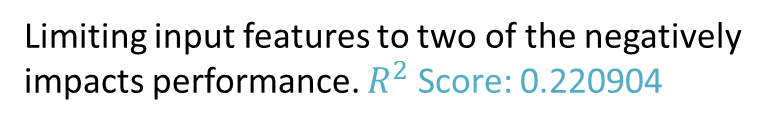 Limiting input features to two of the negatively
impacts performance. R² Score: 0.220904